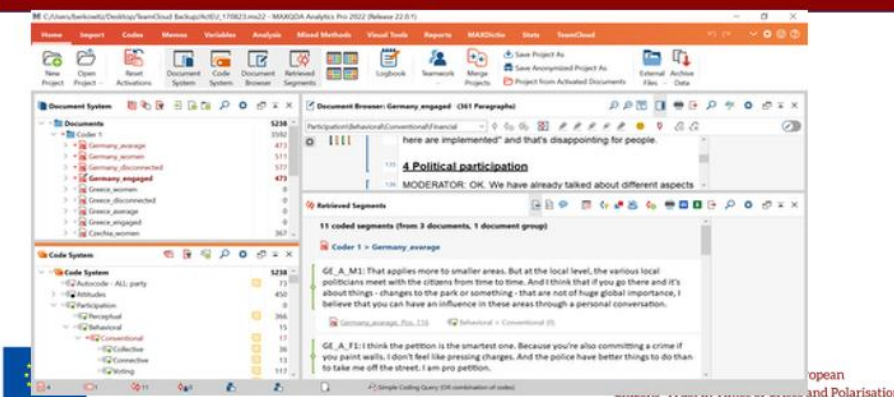 C:/Users/berkowitz/Desktop/TeamCloud Backup/ActEU_170823.mx22 - MAXQDA Analytics Pro 2022 (Release 22.0.1)
Home Import Codes Memos Variables Analysis Mixed Methods Visual Tools Reports MAXDictio Stats TeamCloud
New Project
Open Project
Reset Activations
Document System
Code System
Document Browser
Retrieved Segments
Logbook
Teamwork
Merge Projects
Save Project As
Save Anonymized Project As
Project from Activated Documents
External Files
Archive Data
Document System
Documents 5238
Coder 1 3592
Germany_avarage 473
Germany_women 511
Germany_disconnected 577
Germany_engaged 473
Greece_women 0
Greece_disconnected 0
Greece_average 0
Greece_engaged 0
Czechia_women 367
Document Browser: Germany_engaged (361 Paragraphs)
Participation\Behavioral\Conventional\Financial
here are implemented" and that's disappointing for people.
4 Political participation
MODERATOR: OK. We have already talked about different aspects
Retrieved Segments
11 coded segments (from 3 documents, 1 document group)
Coder 1 > Germany_avarage
GE_A_M1: That applies more to smaller areas. But at the local level, the various local
politicians meet with the citizens from time to time. And I think that if you go there and it's
about things - changes to the park or something - that are not of huge global importance, I
believe that you can have an influence in these areas through a personal conversation.
Germany_avarage, Pos. 116 Behavioral > Conventional (0)
GE_A_F1: I think the petition is the smartest one. Because you're also committing a crime if
you paint walls. I don't feel like pressing charges. And the police have better things to do than
to take me off the street. I am pro petition.
Code System
Code System 5238
Autocode - ALL: party 73
Attitudes 450
Participation 0
Perceptual 366
Behavioral 15
Conventional 17
Collective 36
Connective 13
Voting 117
Simple Coding Query (OR combination of codes)
ropean
and Polarisation